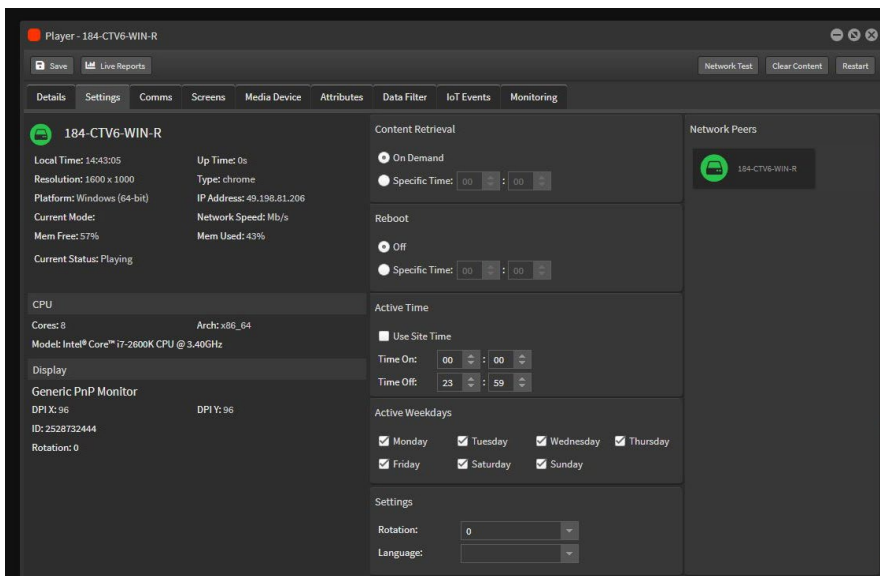 Player - 184-CTV6-WIN-R
Save Live Reports Network Test Clear Content Restart
Details Settings Comms Screens Media Device Attributes Data Filter IoT Events Monitoring
184-CTV6-WIN-R
Local Time: 14:43:05 Up Time: 0s
Resolution: 1600 x 1000 Type: chrome
Platform: Windows (64-bit) IP Address: 49.198.81.206
Current Mode: Network Speed: Mb/s
Mem Free: 57% Mem Used: 43%
Current Status: Playing
CPU
Cores: 8 Arch: x86_64
Model: Intel® Core™ i7-2600K CPU @ 3.40GHz
Display
Generic PnP Monitor
DPI X: 96 DPI Y: 96
ID: 2528732444
Rotation: 0
Content Retrieval
On Demand
Specific Time: 00 : 00
Reboot
Off
Specific Time: 00 : 00
Active Time
Use Site Time
Time On: 00 : 00
Time Off: 23 : 59
Active Weekdays
Monday Tuesday Wednesday Thursday
Friday Saturday Sunday
Settings
Rotation: 0
Language:
Network Peers
184-CTV6-WIN-R